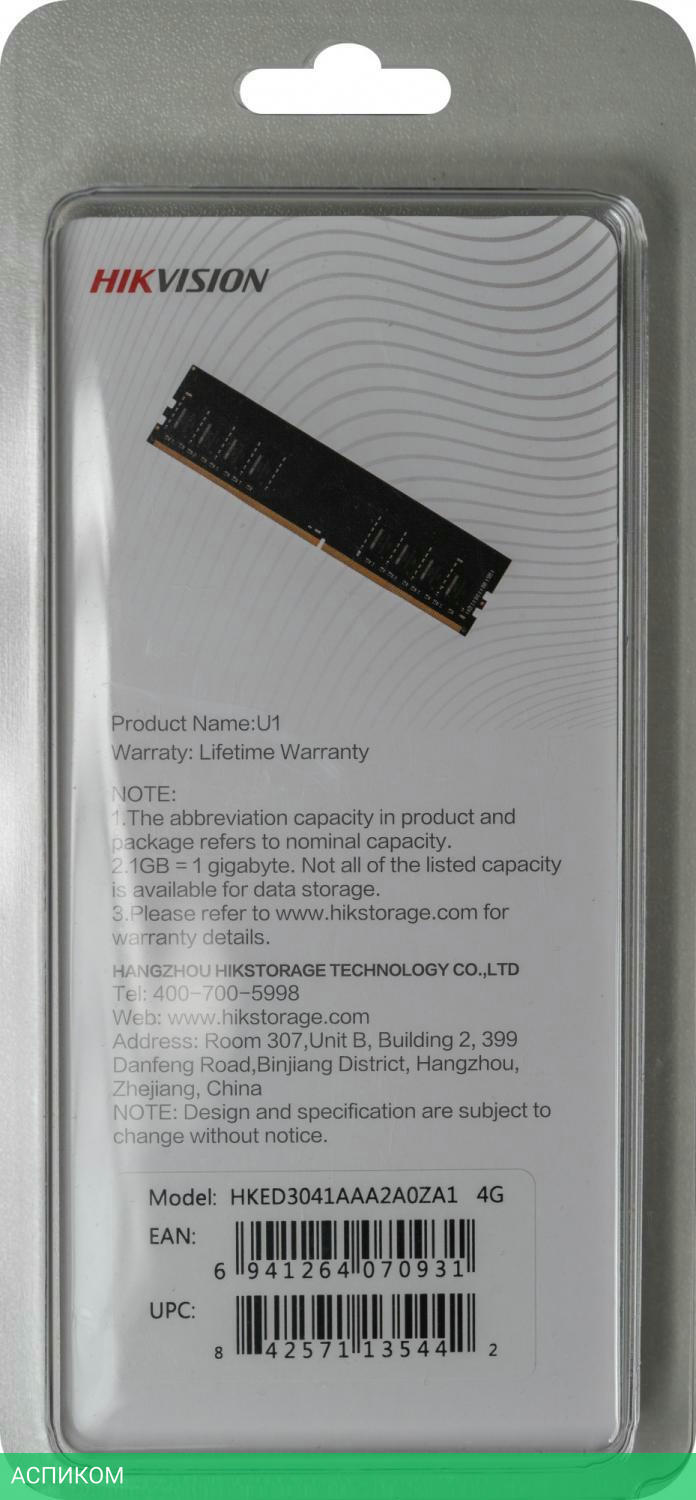 HIKVISION
Product Name:U1
Warraty: Lifetime Warranty
NOTE:
1.The abbreviation capacity in product and
package refers to nominal capacity.
2.1GB = 1 gigabyte. Not all of the listed capacity
is available for data storage.
3.Please refer to www.hikstorage.com for
warranty details.
HANGZHOU HIKSTORAGE TECHNOLOGY CO.,LTD
Tel: 400-700-5998
Web: www.hikstorage.com
Address: Room 307,Unit B, Building 2, 399
Danfeng Road,Binjiang District, Hangzhou,
Zhejiang, China
NOTE: Design and specification are subject to
change without notice.
Model: HKED3041AAA2A0ZA1 4G
EAN:
6 941264 070931
UPC:
8 42571 13544 2
АСПИКОМ